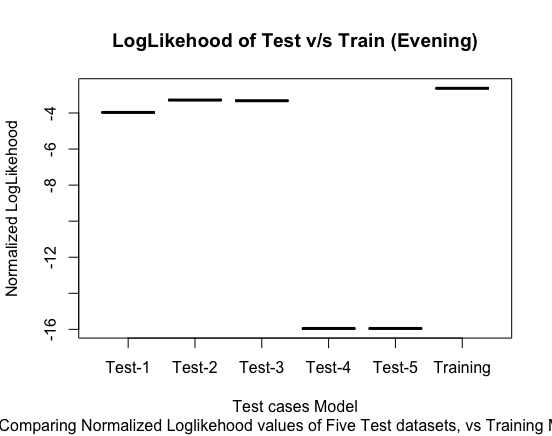 LogLikehood of Test v/s Train (Evening)
Normalized LogLikehood
-4
-6
-8
-12
-16
Test-1 Test-2 Test-3 Test-4 Test-5 Training
Test cases Model
Comparing Normalized Loglikehood values of Five Test datasets, vs Training